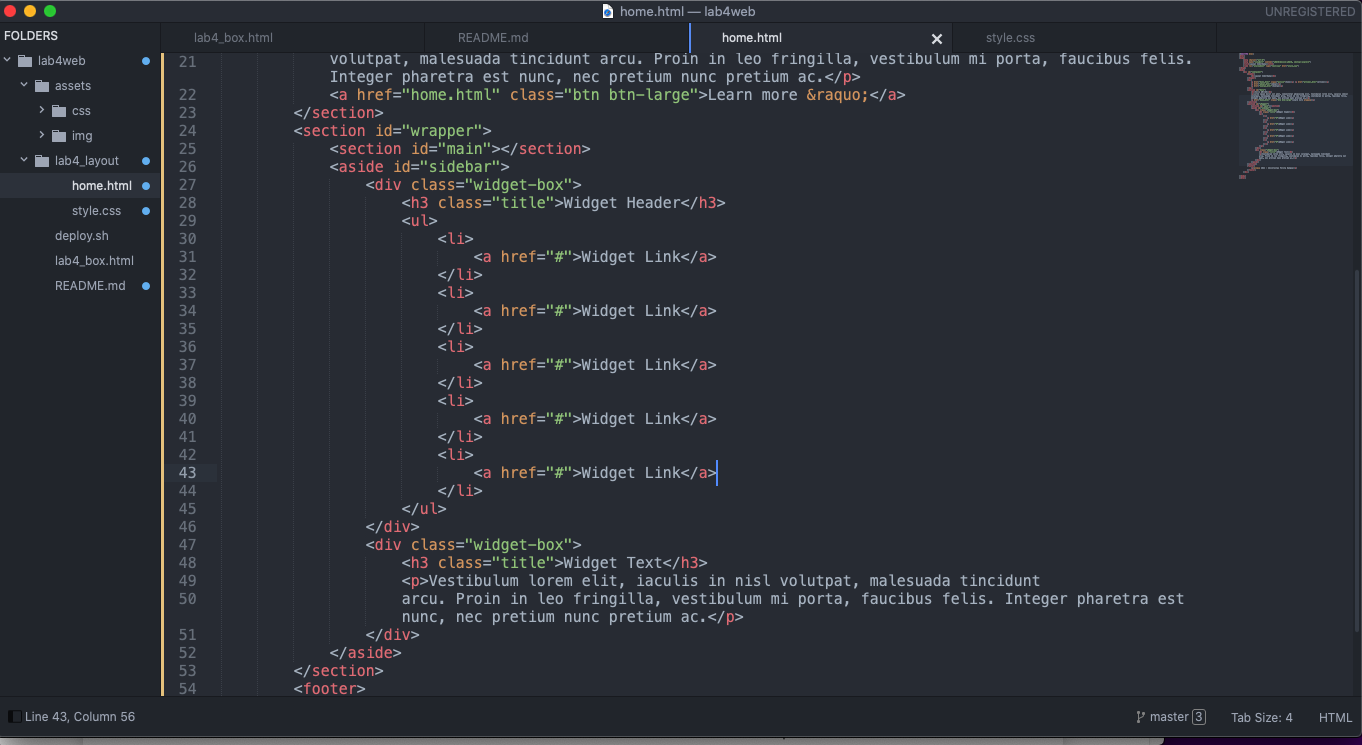 home.html — lab4web
UNREGISTERED
FOLDERS
lab4web
assets
css
img
lab4_layout
home.html
style.css
deploy.sh
lab4_box.html
README.md
lab4_box.html
README.md
home.html
style.css
21 volutpat, malesuada tincidunt arcu. Proin in leo fringilla, vestibulum mi porta, faucibus felis.
Integer pharetra est nunc, nec pretium nunc pretium ac.</p>
22 <a href="home.html" class="btn btn-large">Learn more &raquo;</a>
23 </section>
24 <section id="wrapper">
25 <section id="main"></section>
26 <aside id="sidebar">
27 <div class="widget-box">
28 <h3 class="title">Widget Header</h3>
29 <ul>
30 <li>
31 <a href="#">Widget Link</a>
32 </li>
33 <li>
34 <a href="#">Widget Link</a>
35 </li>
36 <li>
37 <a href="#">Widget Link</a>
38 </li>
39 <li>
40 <a href="#">Widget Link</a>
41 </li>
42 <li>
43 <a href="#">Widget Link</a>
44 </li>
45 </ul>
46 </div>
47 <div class="widget-box">
48 <h3 class="title">Widget Text</h3>
49 <p>Vestibulum lorem elit, iaculis in nisl volutpat, malesuada tincidunt
50 arcu. Proin in leo fringilla, vestibulum mi porta, faucibus felis. Integer pharetra est
nunc, nec pretium nunc pretium ac.</p>
51 </div>
52 </aside>
53 </section>
54 <footer>
Line 43, Column 56
master 3
Tab Size: 4
HTML